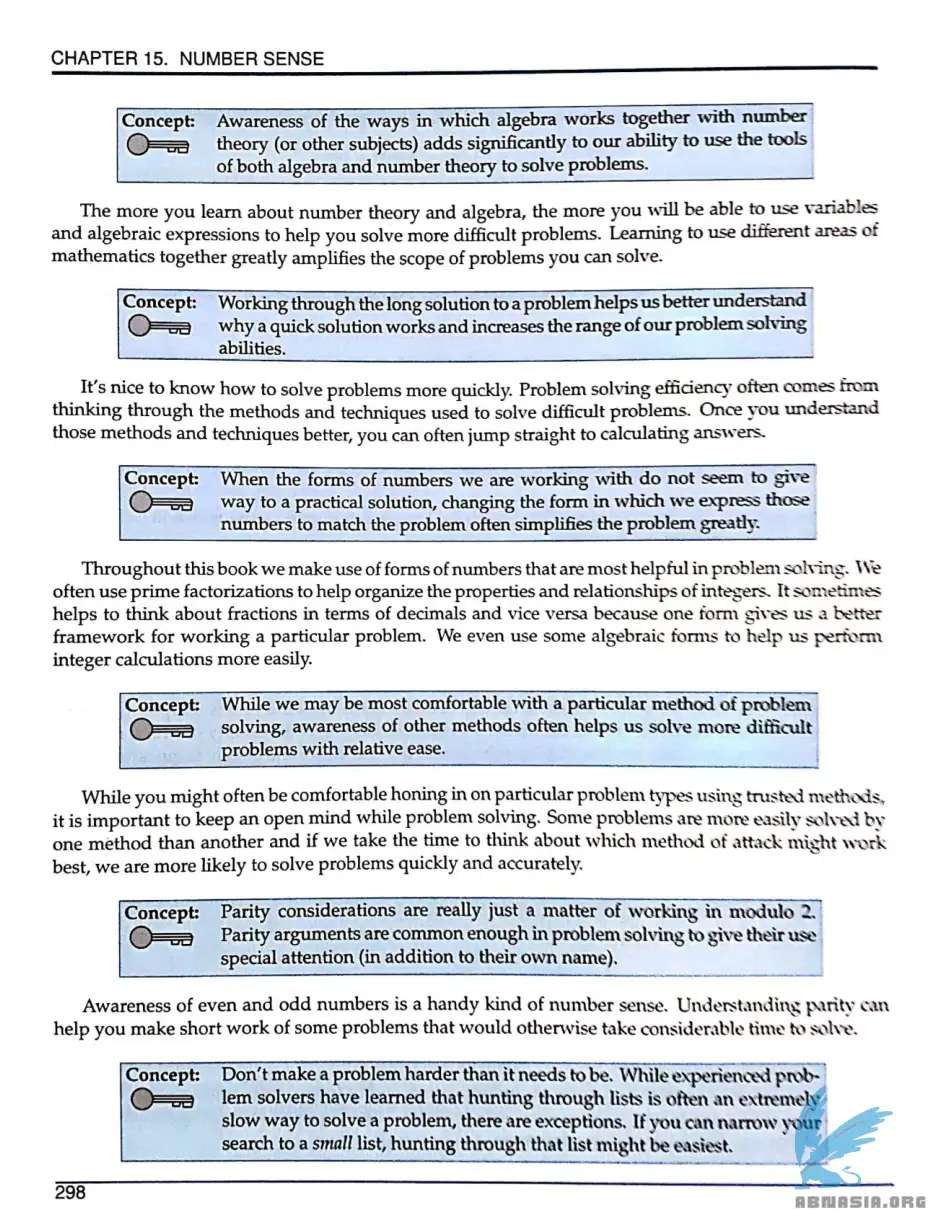 CHAPTER 15. NUMBER SENSE
Concept: Awareness of the ways in which algebra works together with number
theory (or other subjects) adds significantly to our ability to use the tools
of both algebra and number theory to solve problems.
The more you learn about number theory and algebra, the more you will be able to use variables
and algebraic expressions to help you solve more difficult problems. Learning to use different areas of
mathematics together greatly amplifies the scope of problems you can solve.
Concept: Working through the long solution to a problem helps us better understand
why a quick solution works and increases the range of our problem solving
abilities.
It's nice to know how to solve problems more quickly. Problem solving efficiency often comes from
thinking through the methods and techniques used to solve difficult problems. Once you understand
those methods and techniques better, you can often jump straight to calculating answers.
Concept: When the forms of numbers we are working with do not seem to give
way to a practical solution, changing the form in which we express those
numbers to match the problem often simplifies the problem greatly.
Throughout this book we make use of forms of numbers that are most helpful in problem solving. We
often use prime factorizations to help organize the properties and relationships of integers. It sometimes
helps to think about fractions in terms of decimals and vice versa because one form gives us a better
framework for working a particular problem. We even use some algebraic forms to help us perform
integer calculations more easily.
Concept: While we may be most comfortable with a particular method of problem
solving, awareness of other methods often helps us solve more difficult
problems with relative ease.
While you might often be comfortable honing in on particular problem types using trusted methods,
it is important to keep an open mind while problem solving. Some problems are more easily solved by
one method than another and if we take the time to think about which method of attack might work
best, we are more likely to solve problems quickly and accurately.
Concept: Parity considerations are really just a matter of working in modulo 2.
Parity arguments are common enough in problem solving to give their use
special attention (in addition to their own name).
Awareness of even and odd numbers is a handy kind of number sense. Understanding parity can
help you make short work of some problems that would otherwise take considerable time to solve.
Concept: Don't make a problem harder than it needs to be. While experienced prob-
lem solvers have learned that hunting through lists is often an extremely
slow way to solve a problem, there are exceptions. If you can narrow your
search to a small list, hunting through that list might be easiest.
298
ABNASIA.ORG